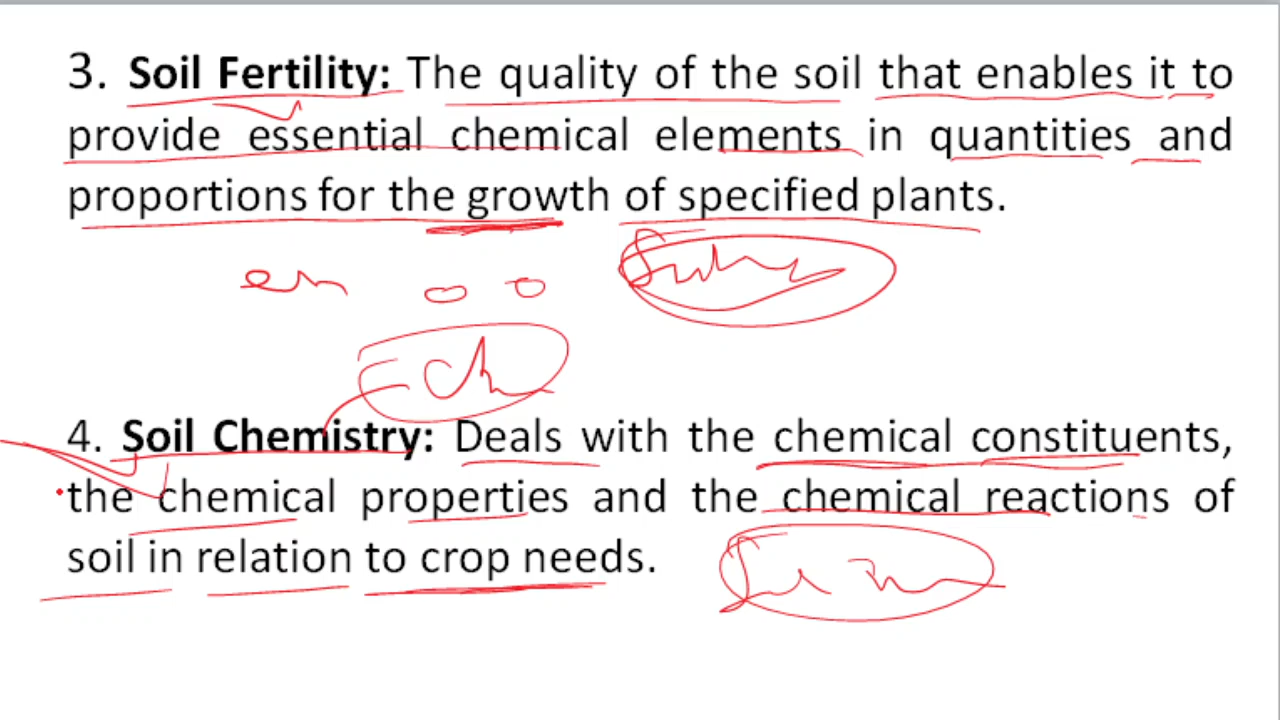 3. Soil Fertility: The quality of the soil that enables it to
provide essential chemical elements in quantities and
proportions for the growth of specified plants.
4. Soil Chemistry: Deals with the chemical constituents,
the chemical properties and the chemical reactions of
soil in relation to crop needs.